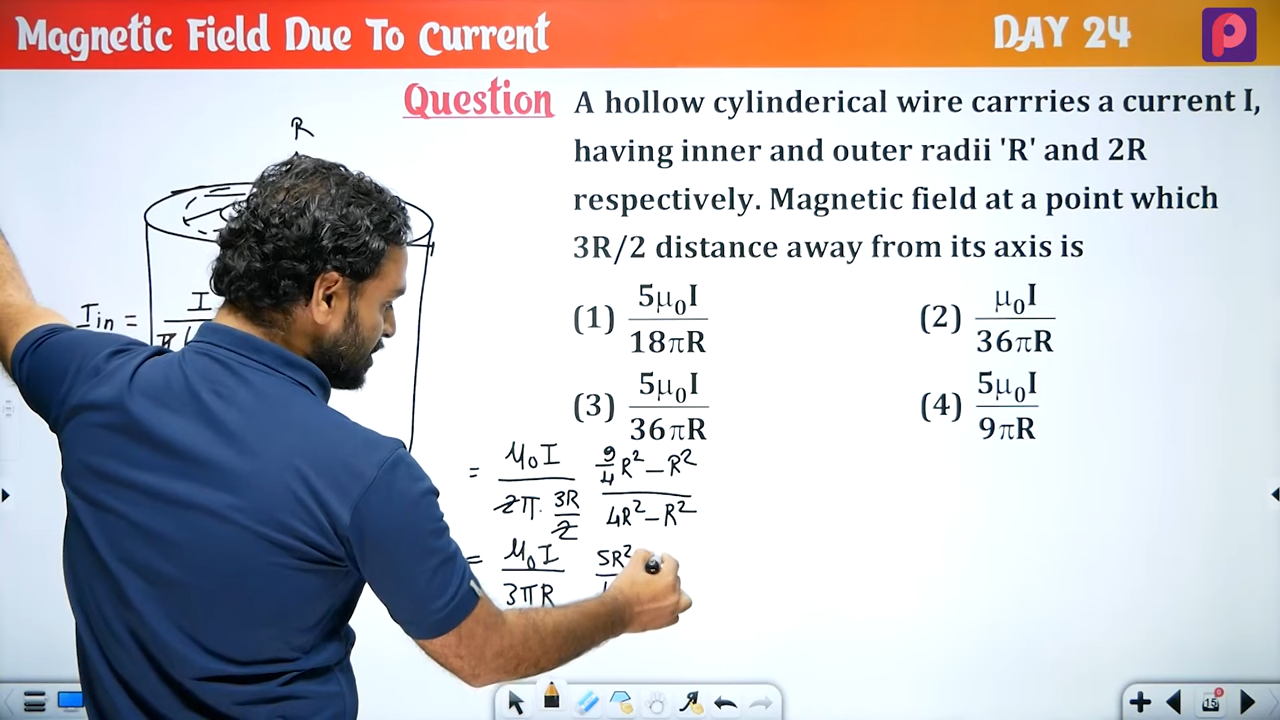 Magnetic Field Due To Current
DAY 24
Question A hollow cylinderical wire carrries a current I,
having inner and outer radii 'R' and 2R
respectively. Magnetic field at a point which
3R/2 distance away from its axis is
(1) 5μ₀I / 18πR
(2) μ₀I / 36πR
(3) 5μ₀I / 36πR
(4) 5μ₀I / 9πR
R
Iin = I / π
= μ₀I / 2π · 3R/2 9/4 R² – R² / 4R² – R²
= μ₀I / 3πR 5R²
15